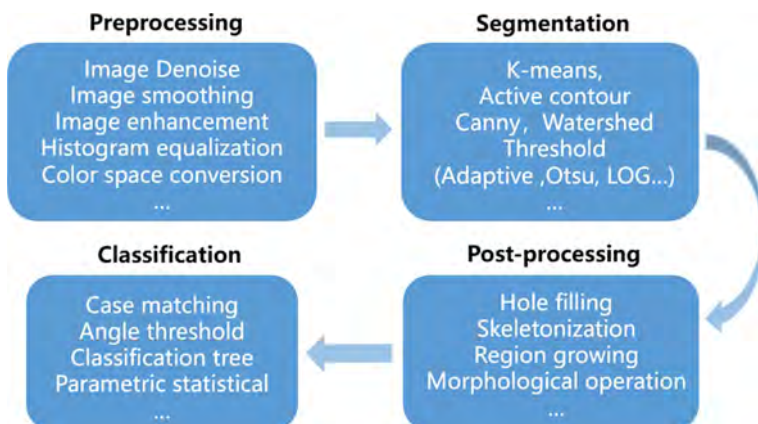 Preprocessing
Image Denoise
Image smoothing
Image enhancement
Histogram equalization
Color space conversion
...
Segmentation
K-means,
Active contour
Canny, Watershed
Threshold
(Adaptive ,Otsu, LOG...)
...
Classification
Case matching
Angle threshold
Classification tree
Parametric statistical
...
Post-processing
Hole filling
Skeletonization
Region growing
Morphological operation
...